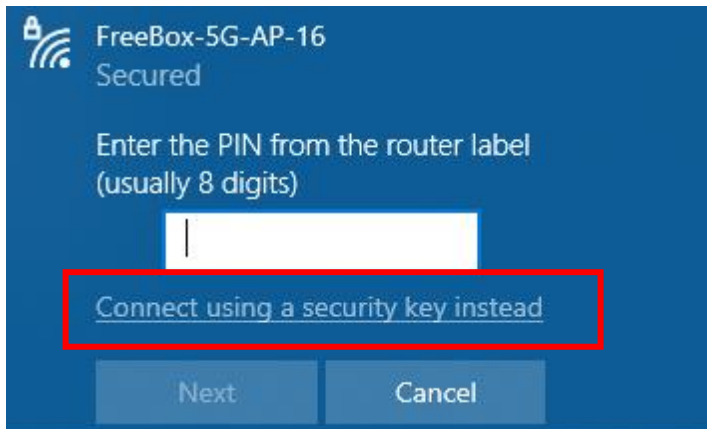 FreeBox-5G-AP-16
Secured
Enter the PIN from the router label
(usually 8 digits)
Connect using a security key instead
Next
Cancel